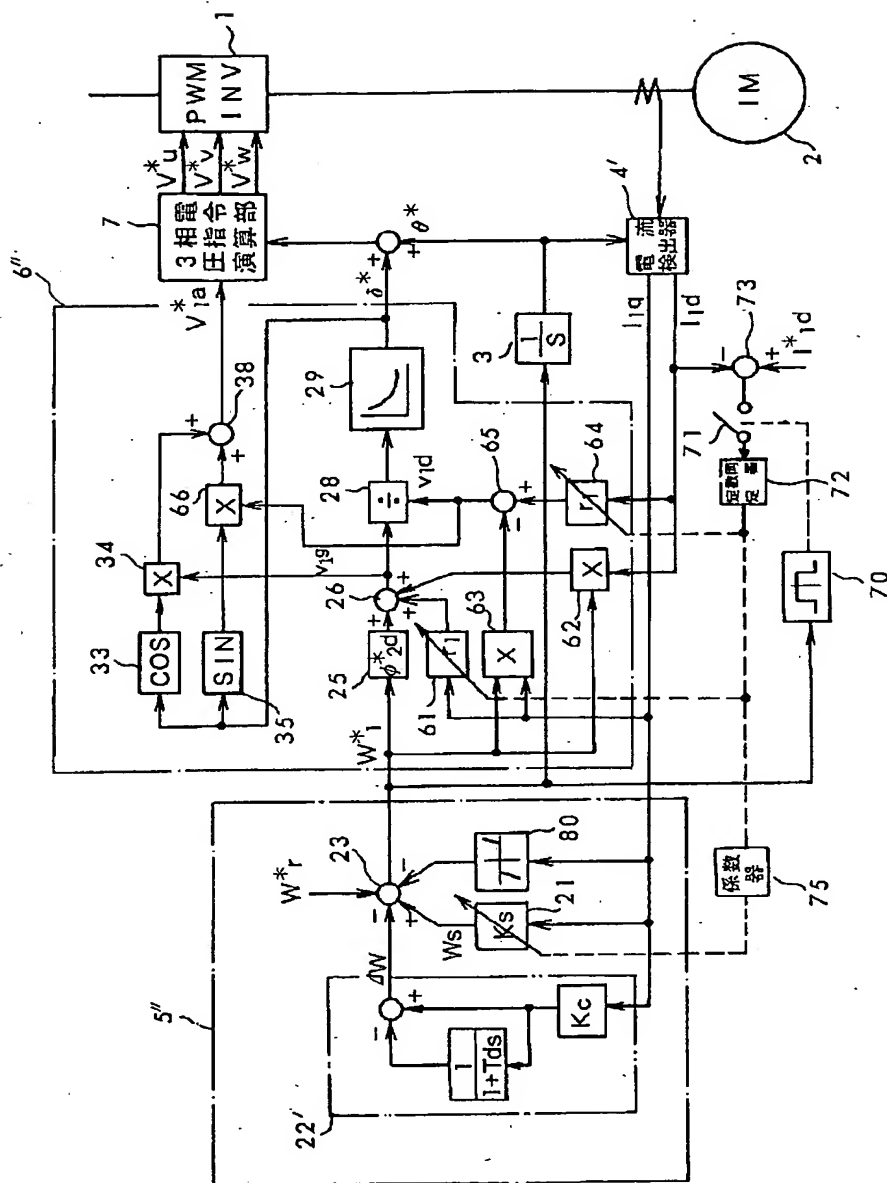 6''
7
3相電
圧指令
演算部
V*u
V*v
V*w
PWM
INV
1
V*1a
38
66
X
34
X
33
COS
SIN
35
v1q
δ*
θ*
29
28
÷
v1d
26
25
φ*2d
W*1
61
r1
63
X
62
X
65
64
r1
3
1
S
4'
電流
検出器
I1q
I1d
73
I*1d
71
定数同
定器
72
70
IM
2
5''
W*r
23
80
Ws
Ks
21
ΔW
22'
1
1+Tds
Kc
係数
器
75
+
+
+
+
+
+
+
-
+
-
+
-
-
+
-
-
+